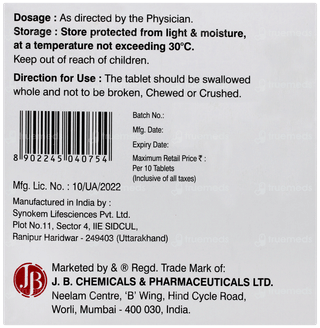 Dosage : As directed by the Physician.
Storage : Store protected from light & moisture,
at a temperature not exceeding 30°C.
Keep out of reach of children.
Direction for Use : The tablet should be swallowed
whole and not to be broken, Chewed or Crushed.
Batch No.:
Mfg. Date:
Expiry Date:
Maximum Retail Price ₹ :
Per 10 Tablets
(Inclusive of all taxes)
8 902245 040754
Mfg. Lic. No. : 10/UA/2022
Manufactured in India by :
Synokem Lifesciences Pvt. Ltd.
Plot No.11, Sector 4, IIE SIDCUL,
Ranipur Haridwar - 249403 (Uttarakhand)
JB
Marketed by & ® Regd. Trade Mark of:
J. B. CHEMICALS & PHARMACEUTICALS LTD.
Neelam Centre, 'B' Wing, Hind Cycle Road,
Worli, Mumbai - 400 030, India.